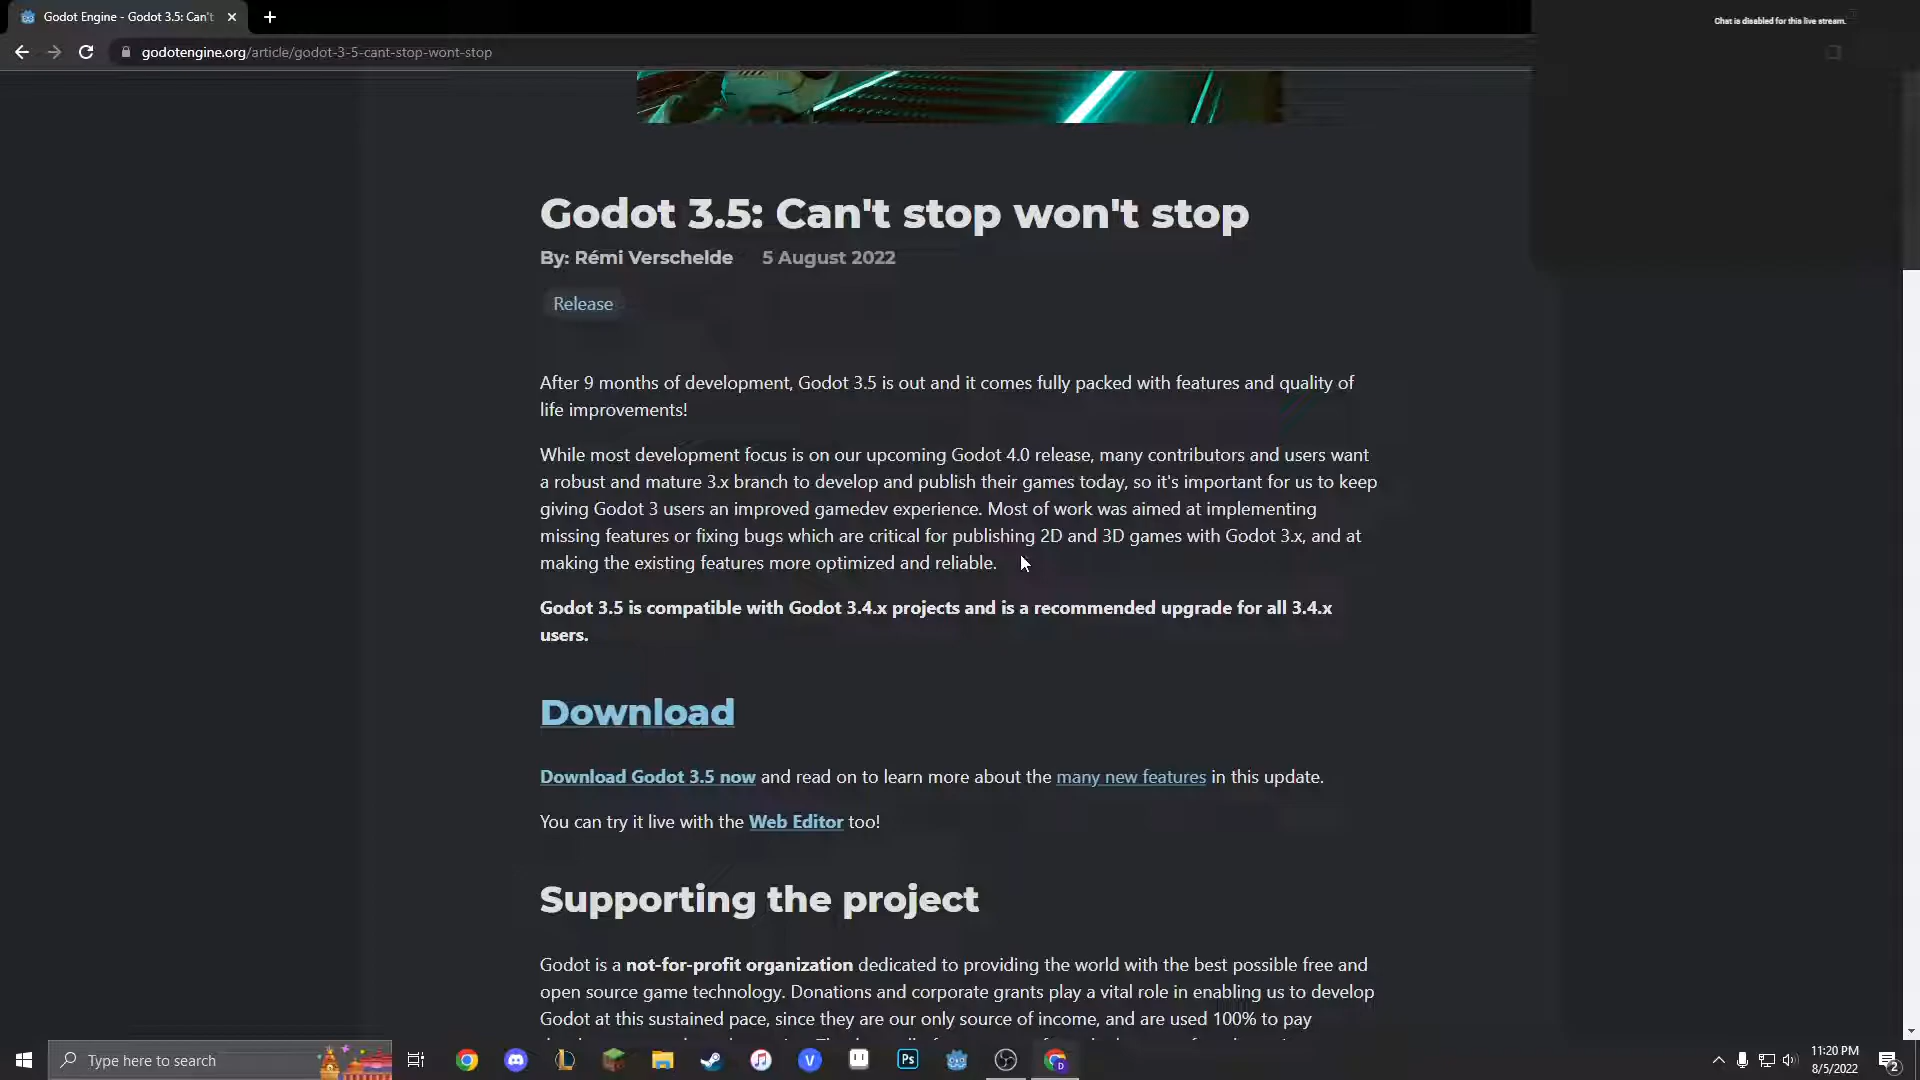 Godot Engine - Godot 3.5: Can't
Chat is disabled for this live stream.
godotengine.org/article/godot-3-5-cant-stop-wont-stop
Godot 3.5: Can't stop won't stop
By: Rémi Verschelde 5 August 2022
Release
After 9 months of development, Godot 3.5 is out and it comes fully packed with features and quality of
life improvements!
While most development focus is on our upcoming Godot 4.0 release, many contributors and users want
a robust and mature 3.x branch to develop and publish their games today, so it's important for us to keep
giving Godot 3 users an improved gamedev experience. Most of work was aimed at implementing
missing features or fixing bugs which are critical for publishing 2D and 3D games with Godot 3.x, and at
making the existing features more optimized and reliable.
Godot 3.5 is compatible with Godot 3.4.x projects and is a recommended upgrade for all 3.4.x
users.
Download
Download Godot 3.5 now and read on to learn more about the many new features in this update.
You can try it live with the Web Editor too!
Supporting the project
Godot is a not-for-profit organization dedicated to providing the world with the best possible free and
open source game technology. Donations and corporate grants play a vital role in enabling us to develop
Godot at this sustained pace, since they are our only source of income, and are used 100% to pay
Type here to search
V
Ps
D
11:20 PM
8/5/2022
2